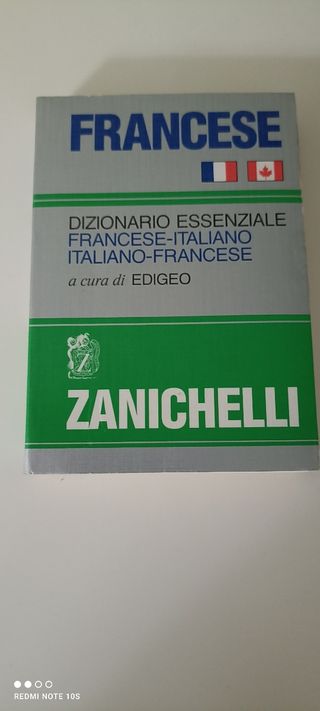 FRANCESE
DIZIONARIO ESSENZIALE
FRANCESE-ITALIANO
ITALIANO-FRANCESE
a cura di EDIGEO
Z
ZANICHELLI
REDMI NOTE 10S